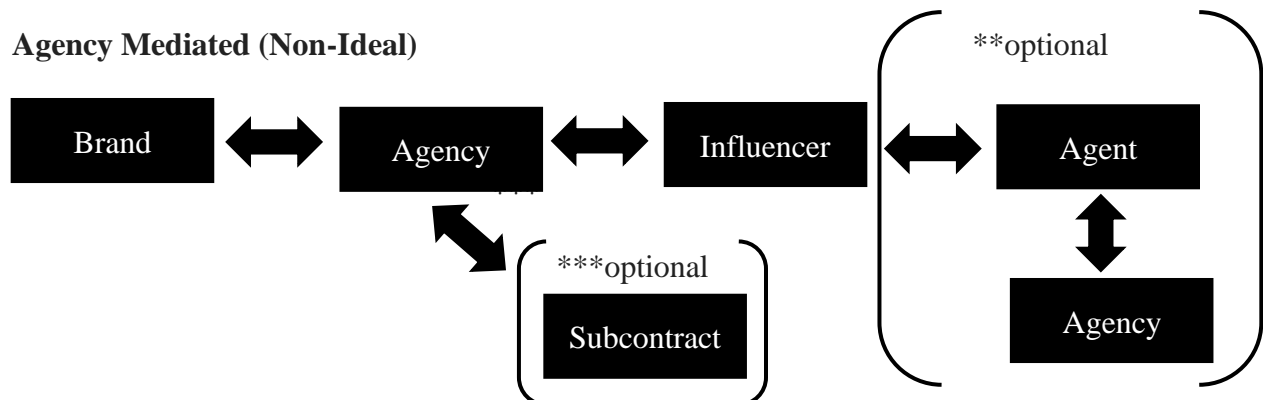 Agency Mediated (Non-Ideal)
**optional
Brand
Agency
Influencer
Agent
***optional
Subcontract
Agency